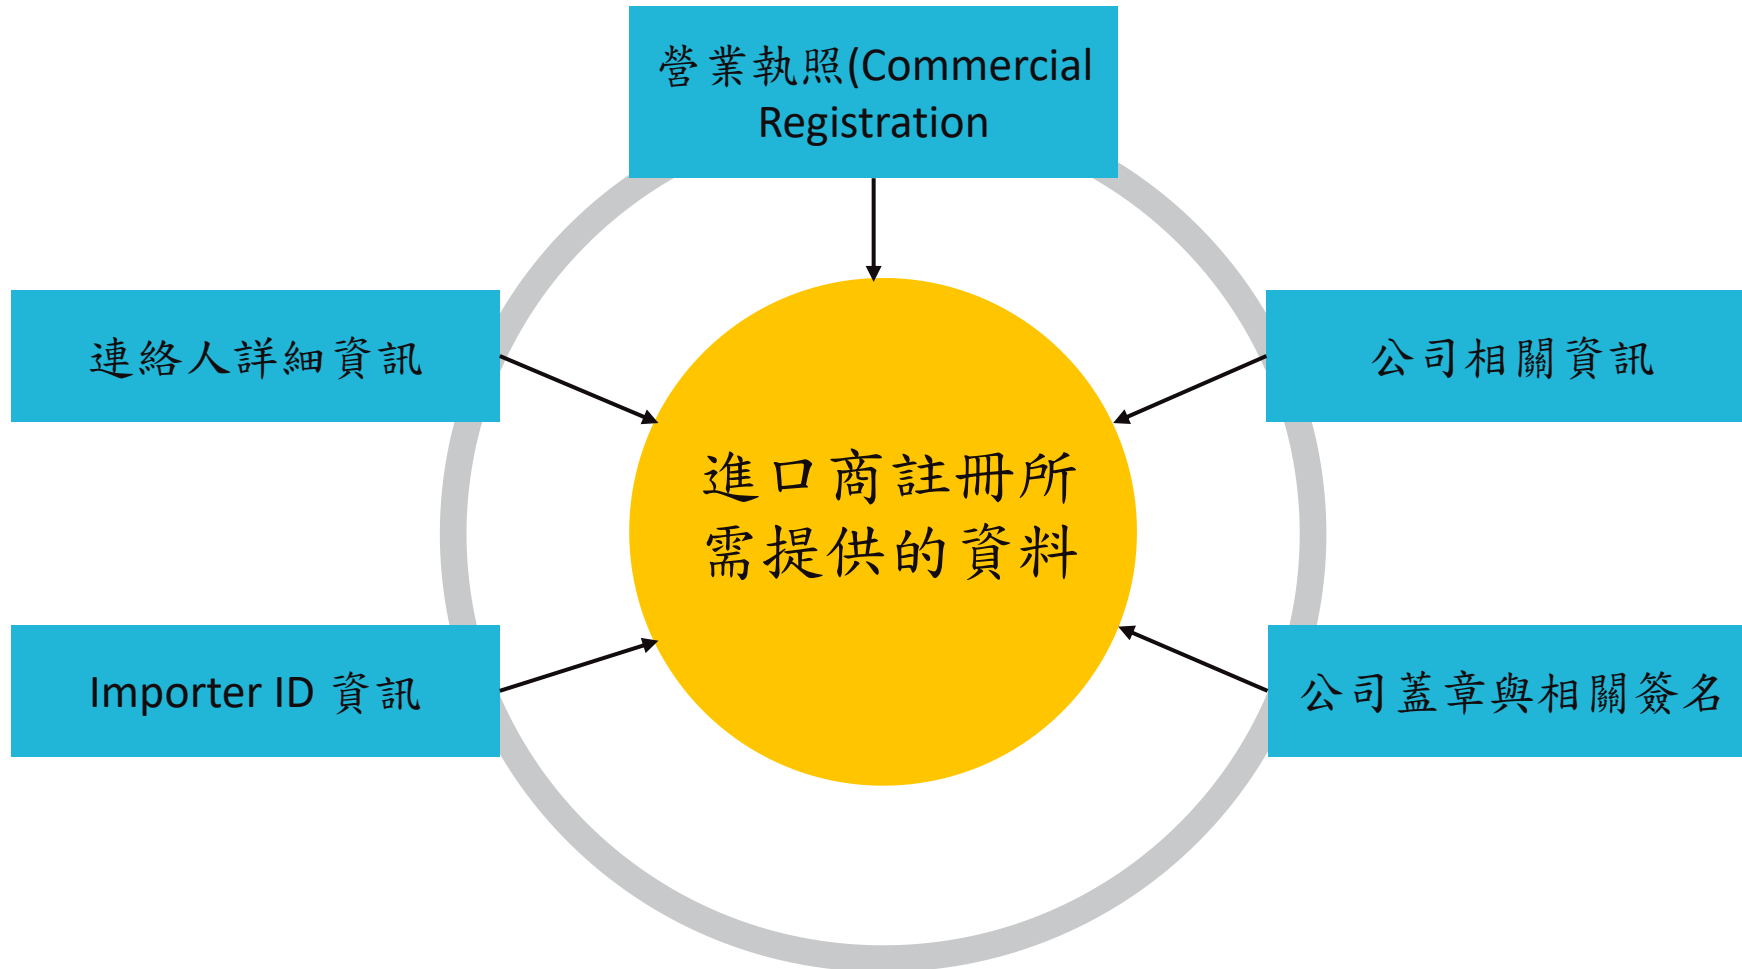 營業執照(Commercial
Registration
連絡人詳細資訊
公司相關資訊
進口商註冊所
需提供的資料
Importer ID 資訊
公司蓋章與相關簽名